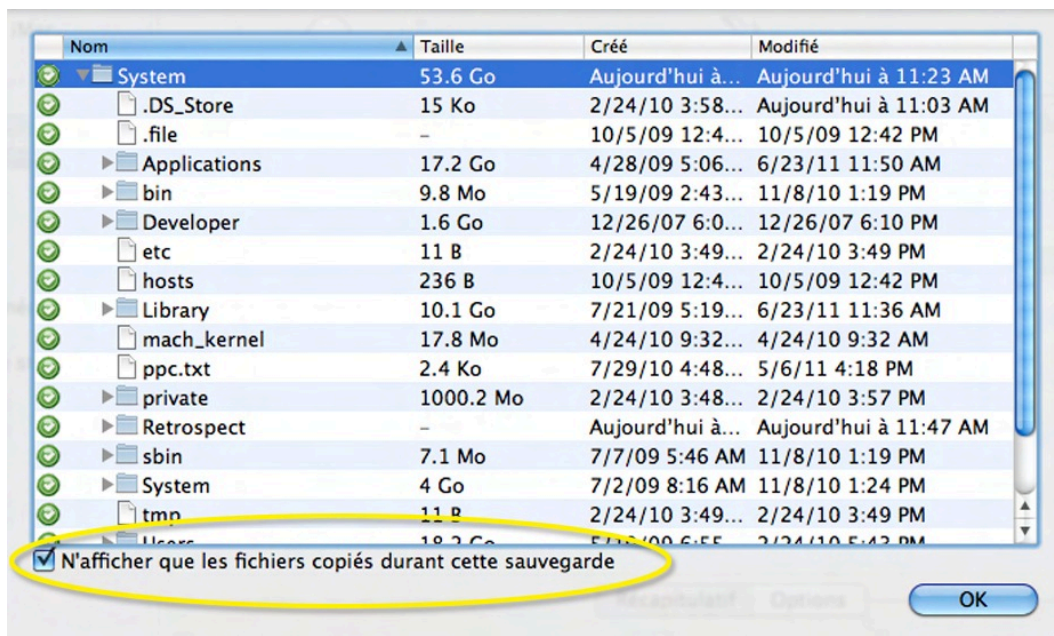 Nom Taille Créé Modifié
System 53.6 Go Aujourd'hui à... Aujourd'hui à 11:23 AM
.DS_Store 15 Ko 2/24/10 3:58... Aujourd'hui à 11:03 AM
.file – 10/5/09 12:4... 10/5/09 12:42 PM
Applications 17.2 Go 4/28/09 5:06... 6/23/11 11:50 AM
bin 9.8 Mo 5/19/09 2:43... 11/8/10 1:19 PM
Developer 1.6 Go 12/26/07 6:0... 12/26/07 6:10 PM
etc 11 B 2/24/10 3:49... 2/24/10 3:49 PM
hosts 236 B 10/5/09 12:4... 10/5/09 12:42 PM
Library 10.1 Go 7/21/09 5:19... 6/23/11 11:36 AM
mach_kernel 17.8 Mo 4/24/10 9:32... 4/24/10 9:32 AM
ppc.txt 2.4 Ko 7/29/10 4:48... 5/6/11 4:18 PM
private 1000.2 Mo 2/24/10 3:48... 2/24/10 3:57 PM
Retrospect – Aujourd'hui à... Aujourd'hui à 11:47 AM
sbin 7.1 Mo 7/7/09 5:46 AM 11/8/10 1:19 PM
System 4 Go 7/2/09 8:16 AM 11/8/10 1:24 PM
tmp 11 B 2/24/10 3:49... 2/24/10 3:49 PM
Users 18.2 Go 2/24/10 5:43 PM
N'afficher que les fichiers copiés durant cette sauvegarde
Récapitulatif Options
OK